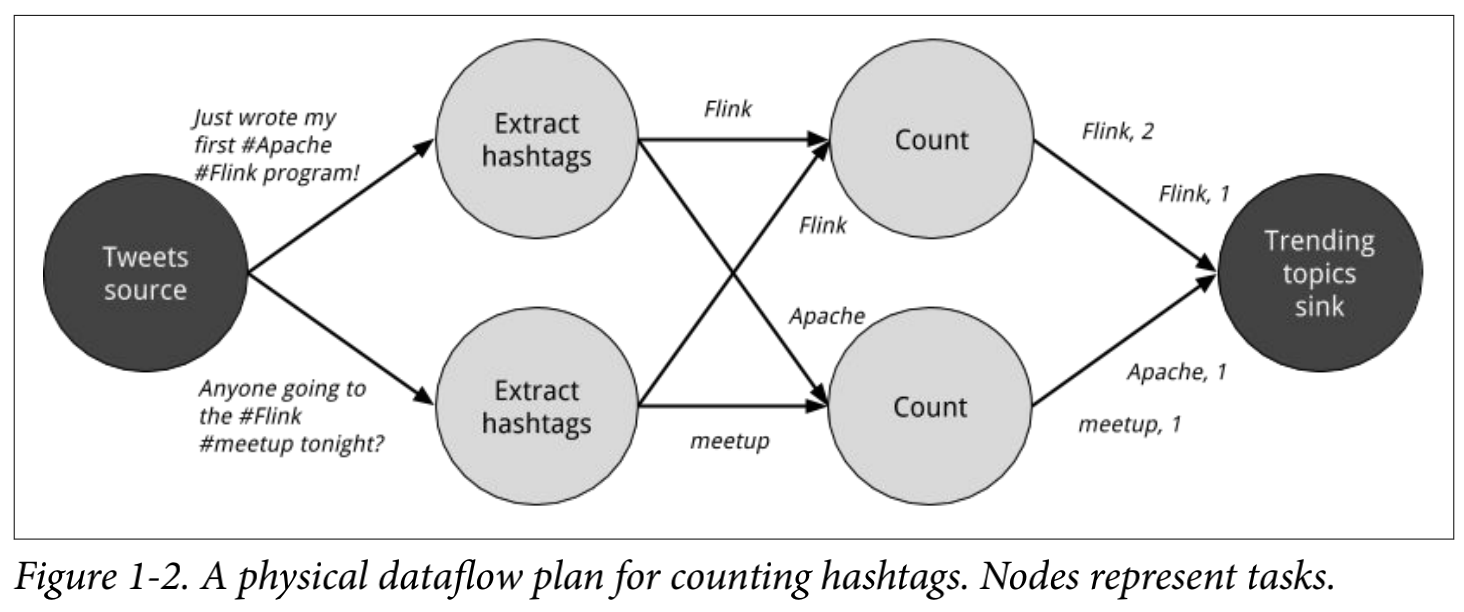 Just wrote my
first #Apache
#Flink program!
Tweets
source
Anyone going to
the #Flink
#meetup tonight?
Extract
hashtags
Extract
hashtags
Flink
Flink
Apache
meetup
Count
Count
Flink, 2
Flink, 1
Apache, 1
meetup, 1
Trending
topics
sink
Figure 1-2. A physical dataflow plan for counting hashtags. Nodes represent tasks.